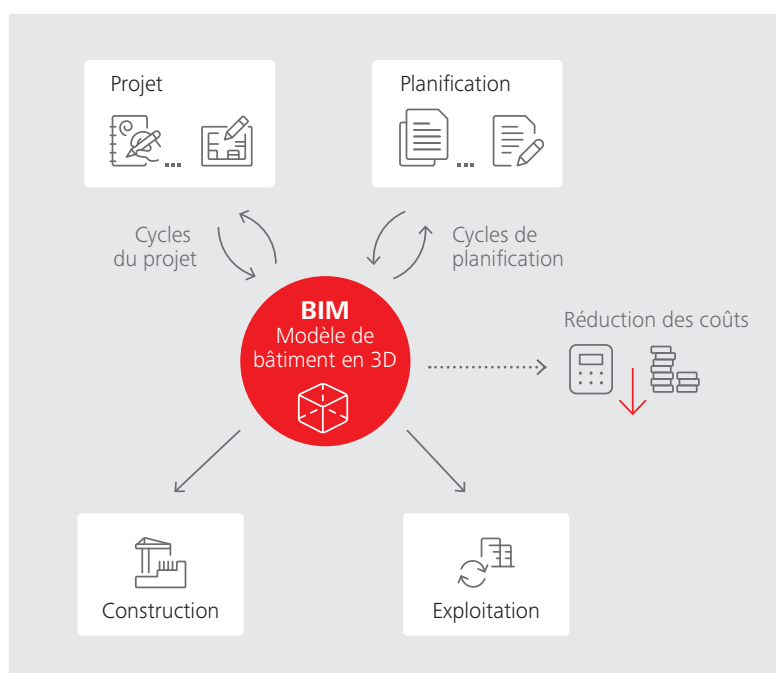 Projet
Planification
Cycles
du projet
Cycles de
planification
BIM
Modèle de
bâtiment en 3D
Réduction des coûts
Construction
Exploitation